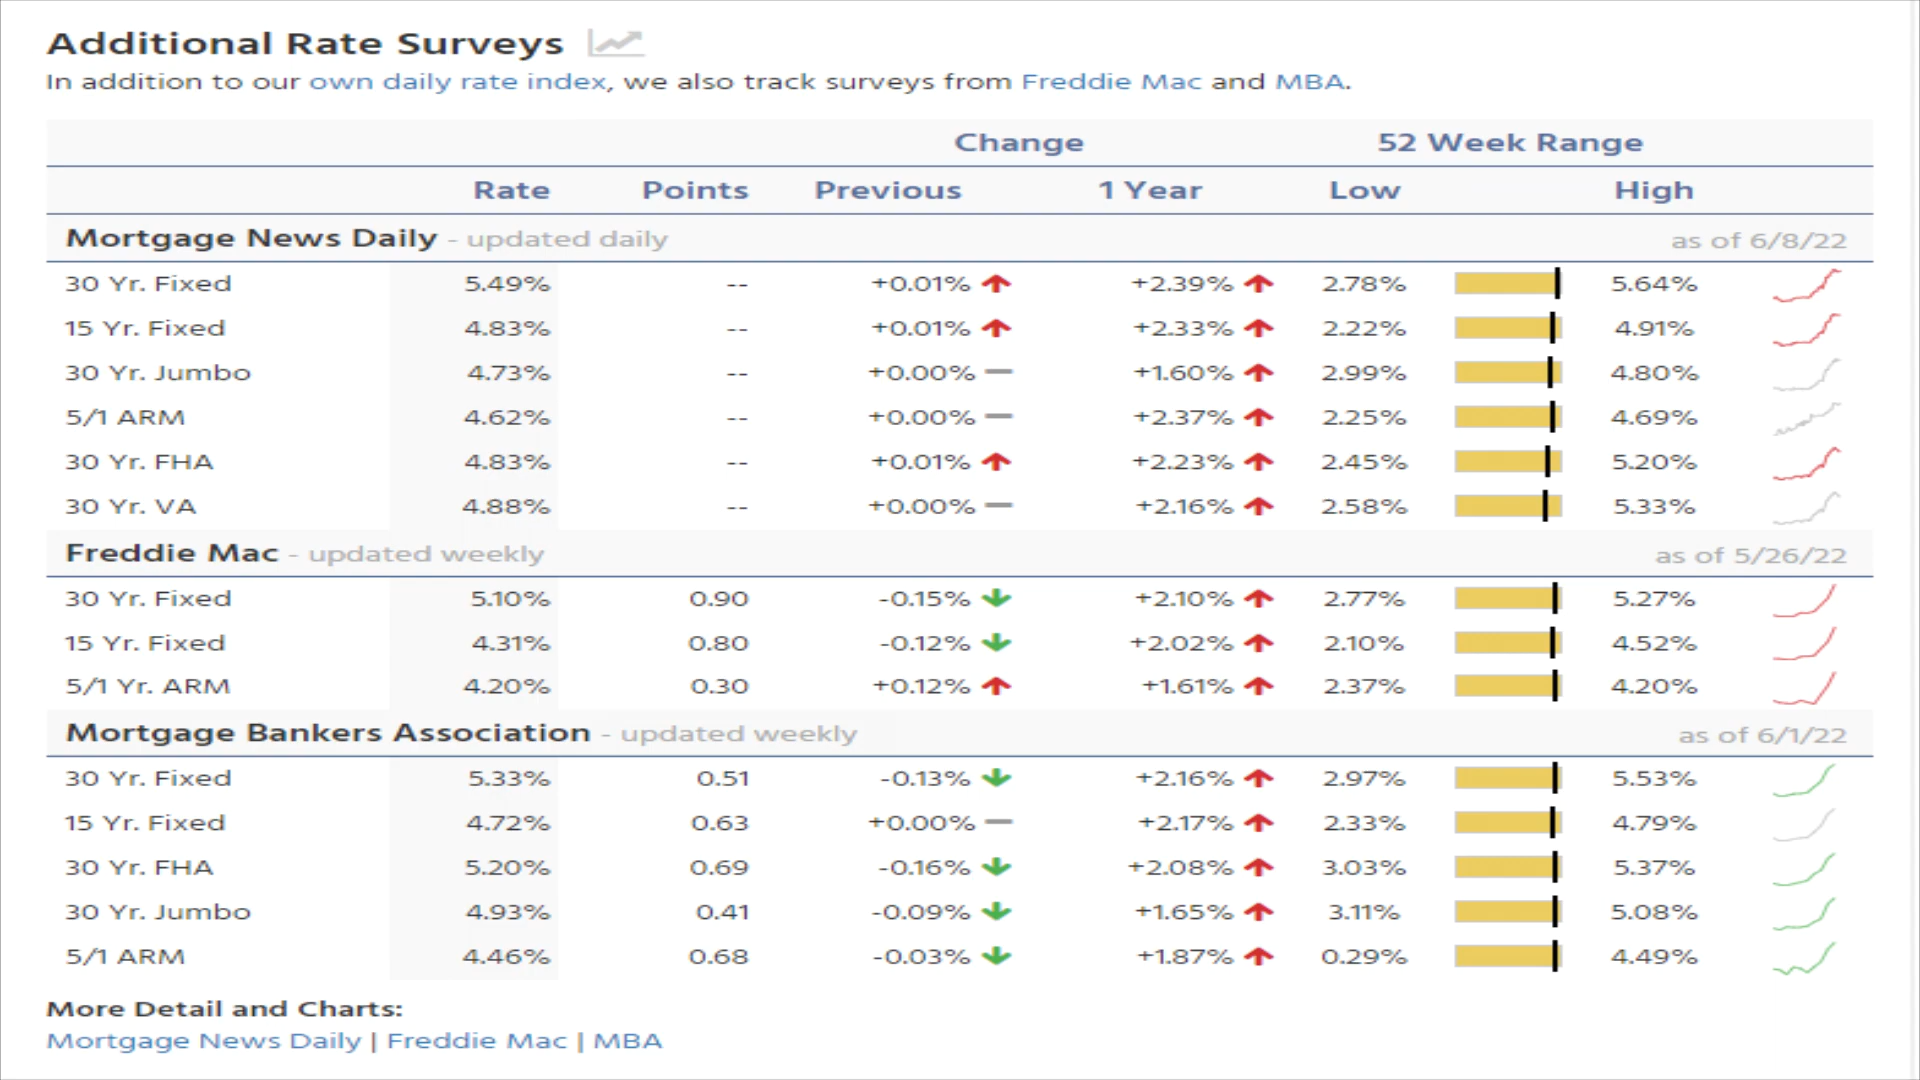 Additional Rate Surveys
In addition to our own daily rate index, we also track surveys from Freddie Mac and MBA.
Change 52 Week Range
Rate Points Previous 1 Year Low High
Mortgage News Daily - updated daily as of 6/8/22
30 Yr. Fixed 5.49% -- +0.01% +2.39% 2.78% 5.64%
15 Yr. Fixed 4.83% -- +0.01% +2.33% 2.22% 4.91%
30 Yr. Jumbo 4.73% -- +0.00% +1.60% 2.99% 4.80%
5/1 ARM 4.62% -- +0.00% +2.37% 2.25% 4.69%
30 Yr. FHA 4.83% -- +0.01% +2.23% 2.45% 5.20%
30 Yr. VA 4.88% -- +0.00% +2.16% 2.58% 5.33%
Freddie Mac - updated weekly as of 5/26/22
30 Yr. Fixed 5.10% 0.90 -0.15% +2.10% 2.77% 5.27%
15 Yr. Fixed 4.31% 0.80 -0.12% +2.02% 2.10% 4.52%
5/1 Yr. ARM 4.20% 0.30 +0.12% +1.61% 2.37% 4.20%
Mortgage Bankers Association - updated weekly as of 6/1/22
30 Yr. Fixed 5.33% 0.51 -0.13% +2.16% 2.97% 5.53%
15 Yr. Fixed 4.72% 0.63 +0.00% +2.17% 2.33% 4.79%
30 Yr. FHA 5.20% 0.69 -0.16% +2.08% 3.03% 5.37%
30 Yr. Jumbo 4.93% 0.41 -0.09% +1.65% 3.11% 5.08%
5/1 ARM 4.46% 0.68 -0.03% +1.87% 0.29% 4.49%
More Detail and Charts:
Mortgage News Daily | Freddie Mac | MBA